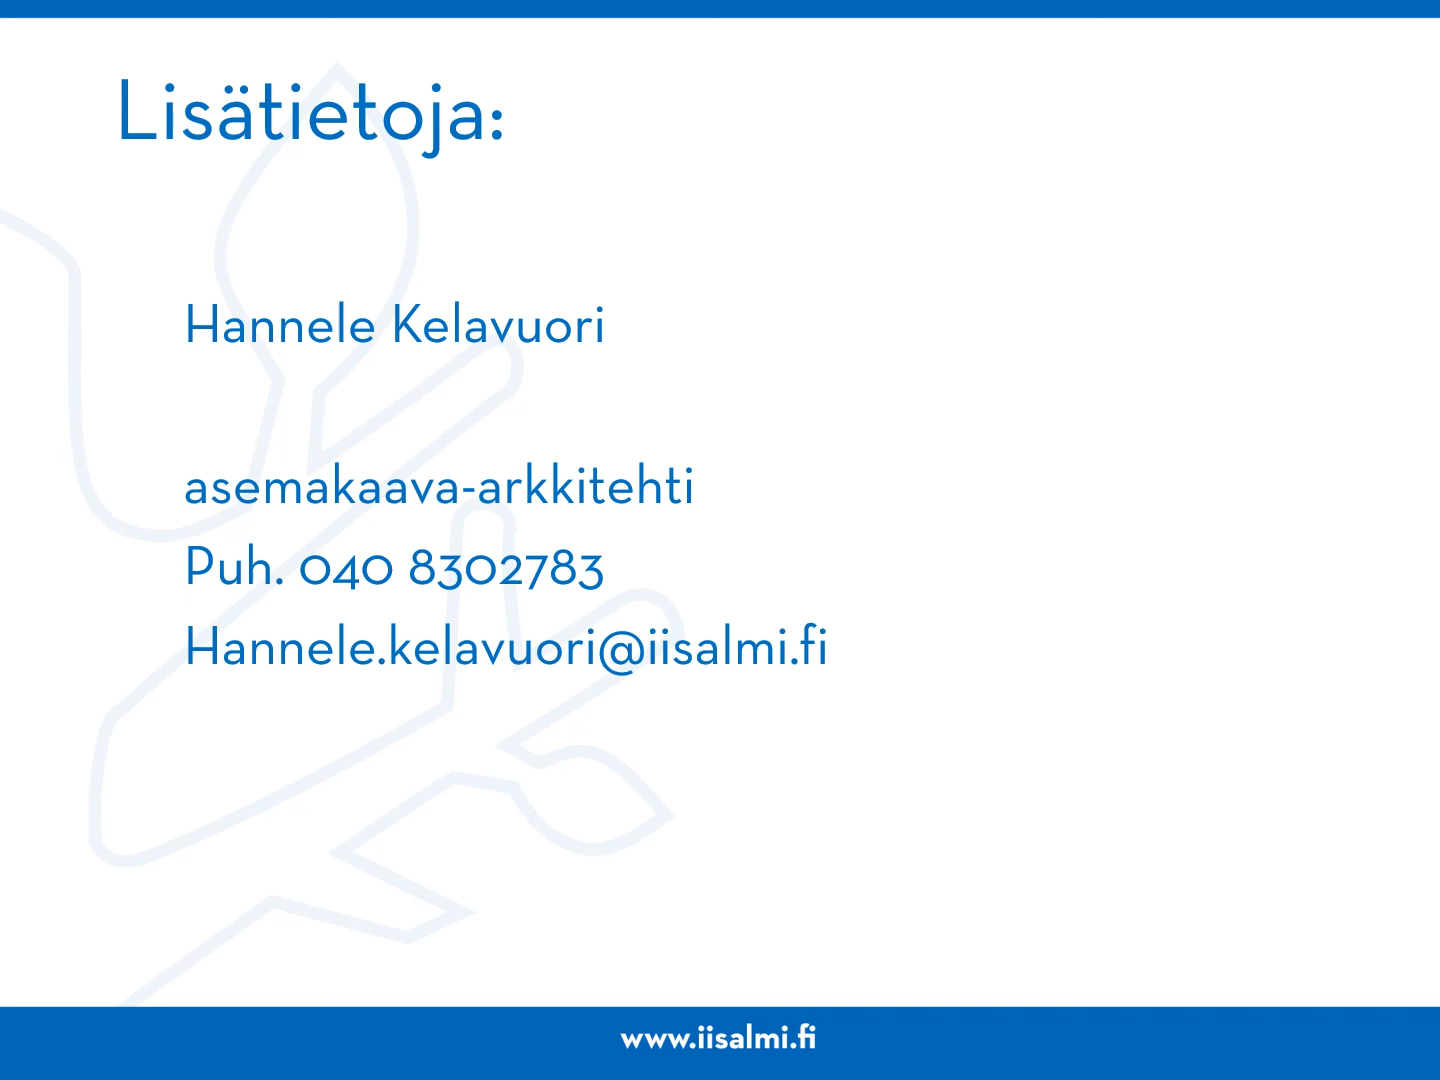 Lisätietoja:
Hannele Kelavuori
asemakaava-arkkitehti
Puh. 040 8302783
Hannele.kelavuori@iisalmi.fi
www.iisalmi.fi